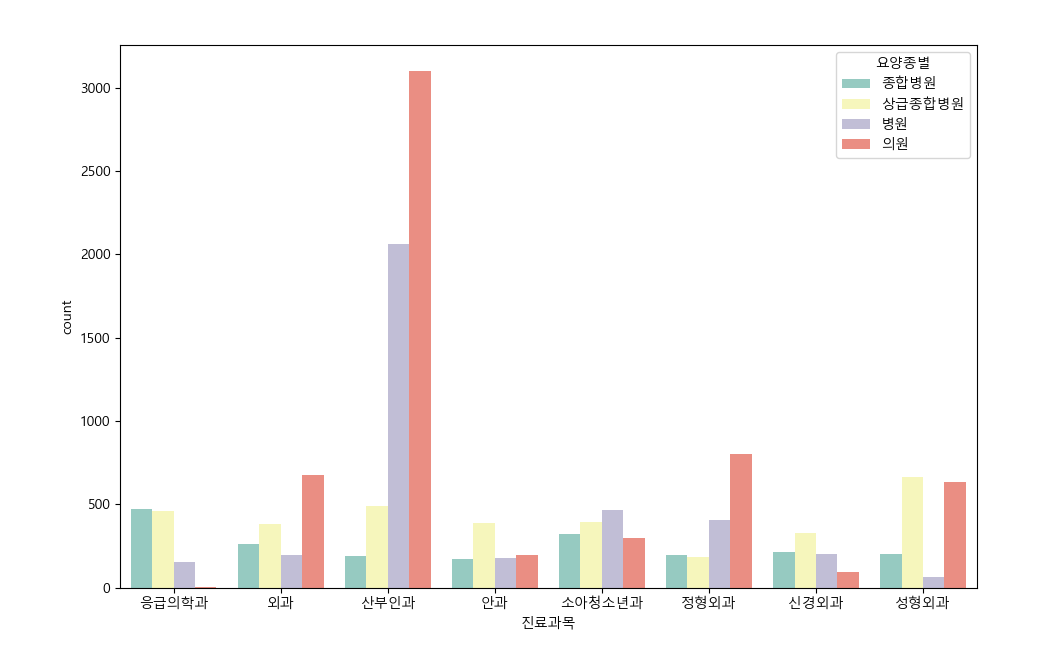 요양종별
종합병원
상급종합병원
병원
의원
3000
2500
2000
1500
1000
500
0
count
응급의학과 외과 산부인과 안과 소아청소년과 정형외과 신경외과 성형외과
진료과목